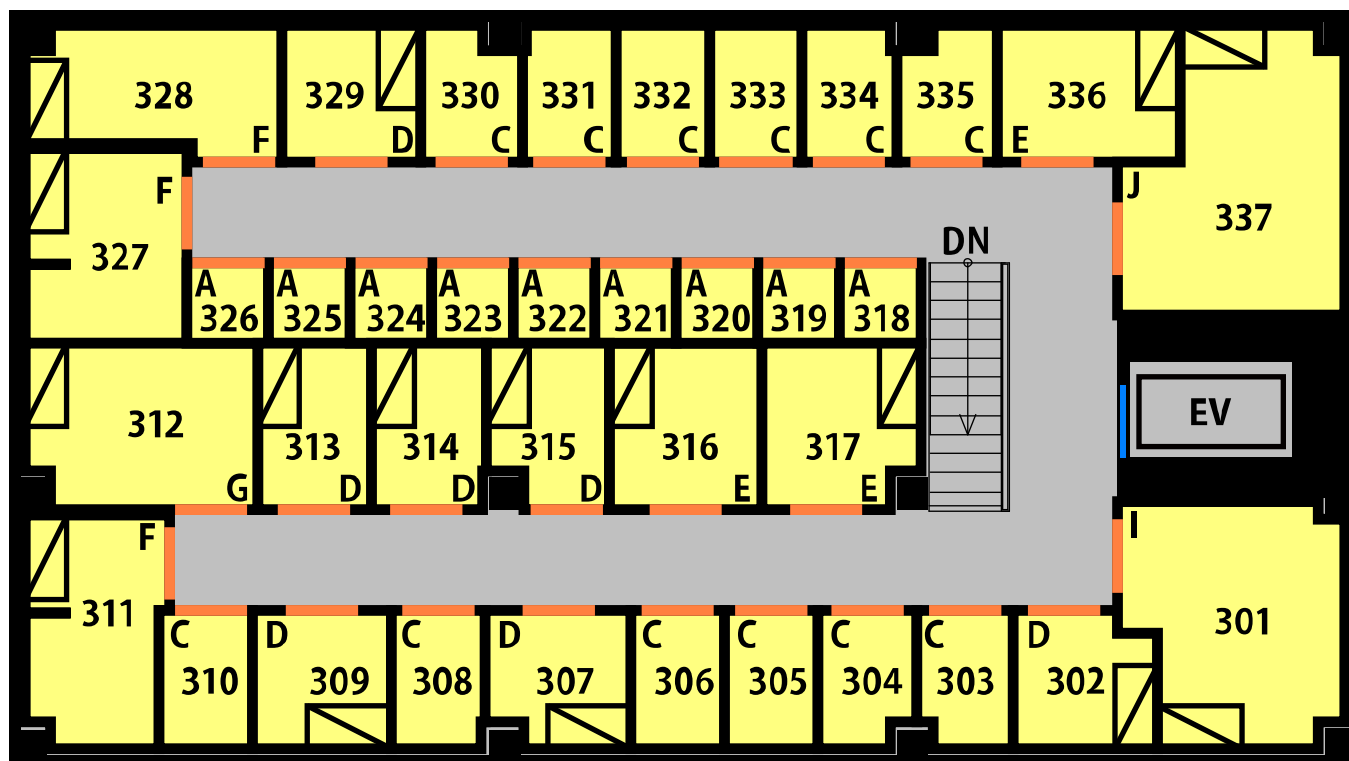 328 329 330 331 332 333 334 335 336
F D C C C C C C E
F J
327 337
DN
A A A A A A A A A
326 325 324 323 322 321 320 319 318
312 313 314 315 316 317 EV
G D D D E E
F I
311 301
C D C D C C C C D
310 309 308 307 306 305 304 303 302